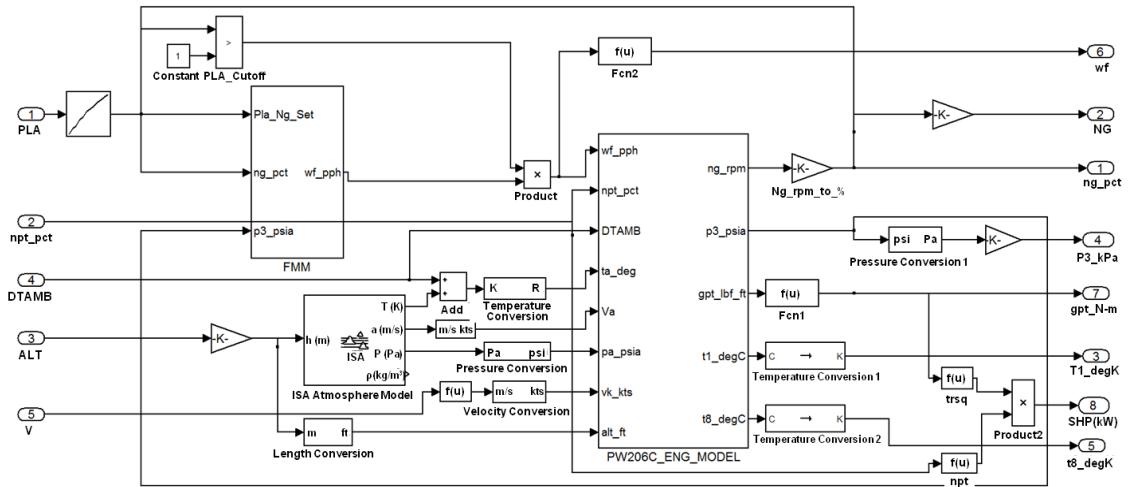 1
PLA
1
Constant
>
PLA_Cutoff
Pla_Ng_Set
ng_pct
wf_pph
p3_psia
FMM
×
Product
f(u)
Fcn2
6
wf
-K-
2
NG
-K-
Ng_rpm_to_%
1
ng_pct
2
npt_pct
4
DTAMB
3
ALT
5
V
-K-
h (m)
ISA
T (K)
a (m/s)
P (Pa)
ρ(kg/m³)
ISA Atmosphere Model
+
+
Add
K R
Temperature
Conversion
m/s kts
Pa psi
Pressure Conversion
f(u)
m/s kts
Velocity Conversion
m ft
Length Conversion
wf_pph
npt_pct
DTAMB
ta_deg
Va
pa_psia
vk_kts
alt_ft
ng_rpm
p3_psia
gpt_lbf_ft
t1_degC
t8_degC
PW206C_ENG_MODEL
psi Pa
Pressure Conversion 1
-K-
4
P3_kPa
f(u)
Fcn1
7
gpt_N-m
C → K
Temperature Conversion 1
3
T1_degK
f(u)
trsq
×
Product2
8
SHP(kW)
C → K
Temperature Conversion 2
5
t8_degK
f(u)
npt